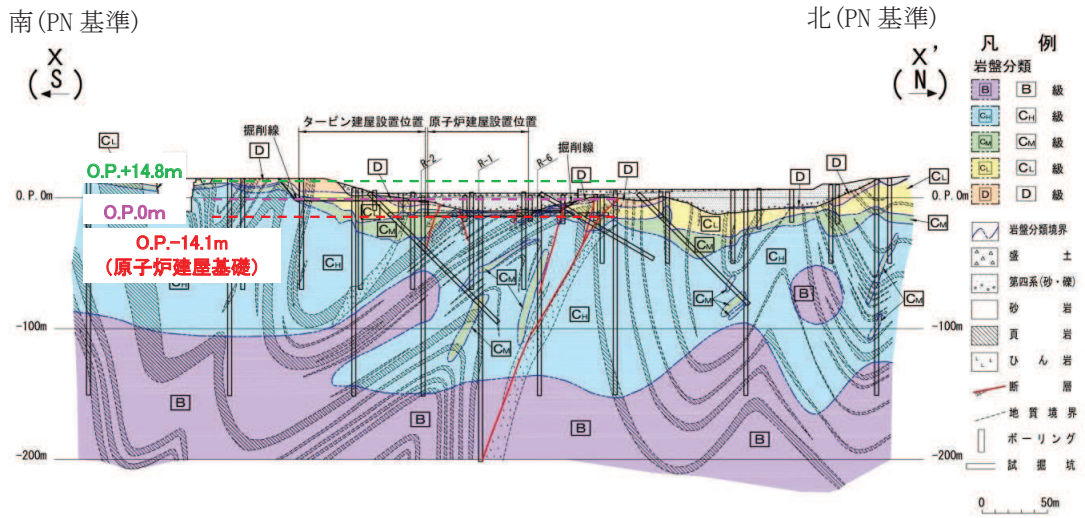 南(PN 基準)
北(PN 基準)
X
(S)
X'
(N)
タービン建屋設置位置
原子炉建屋設置位置
掘削線
R-2
R-1
R-6
掘削線
CL
D
D
D
D
D
D
CL
O.P.+14.8m
O.P.0m
O.P.-14.1m
(原子炉建屋基礎)
O.P.0m
O.P.0m
CL
CM
CH
CH
CM
CM
CH
CL
CM
CH
CM
B
CM
CM
-100m
-100m
B
B
B
B
-200m
-200m
凡 例
岩盤分類
B B 級
CH CH 級
CM CM 級
CL CL 級
D D 級
岩盤分類境界
盛 土
第四系(砂・礫)
砂 岩
頁 岩
ひ ん 岩
断 層
地 質 境 界
ボ ー リ ン グ
試 掘 坑
0 50m